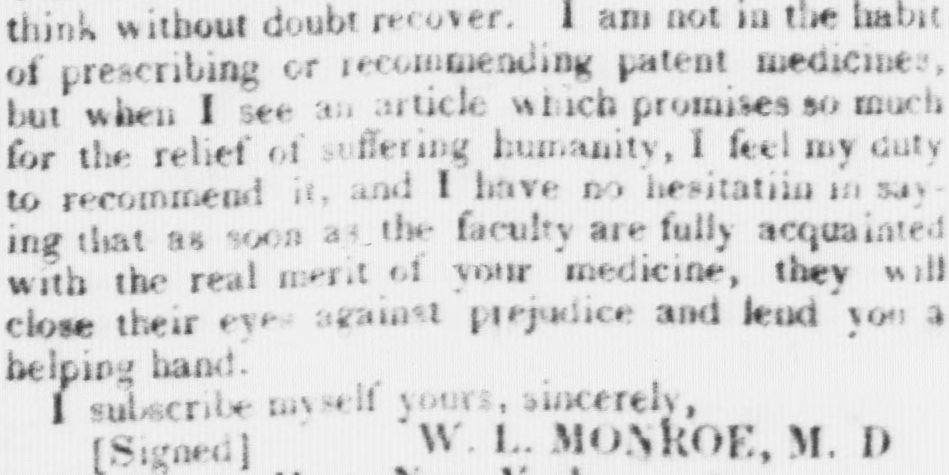 think without doubt recover. I am not in the habit
of prescribing or recommending patent medicines,
but when I see an article which promises so much
for the relief of suffering humanity, I feel my duty
to recommend it, and I have no hesitatiin in say-
ing that as soon as the faculty are fully acquainted
with the real merit of your medicine, they will
close their eyes against prejudice and lend you a
helping hand.
I subscribe myself yours, sincerely,
[Signed] W. L. MONROE, M. D